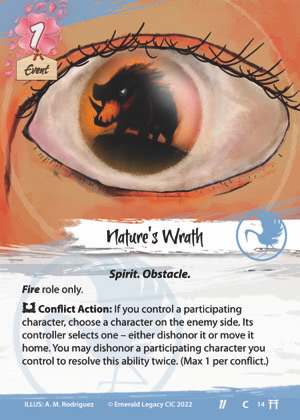 1
Event
Nature's Wrath
Spirit. Obstacle.
Fire role only.
Conflict Action: If you control a participating
character, choose a character on the enemy side. Its
controller selects one – either dishonor it or move it
home. You may dishonor a participating character you
control to resolve this ability twice. (Max 1 per conflict.)
ILLUS: A. M. Rodriguez © Emerald Legacy CIC 2022 C 14